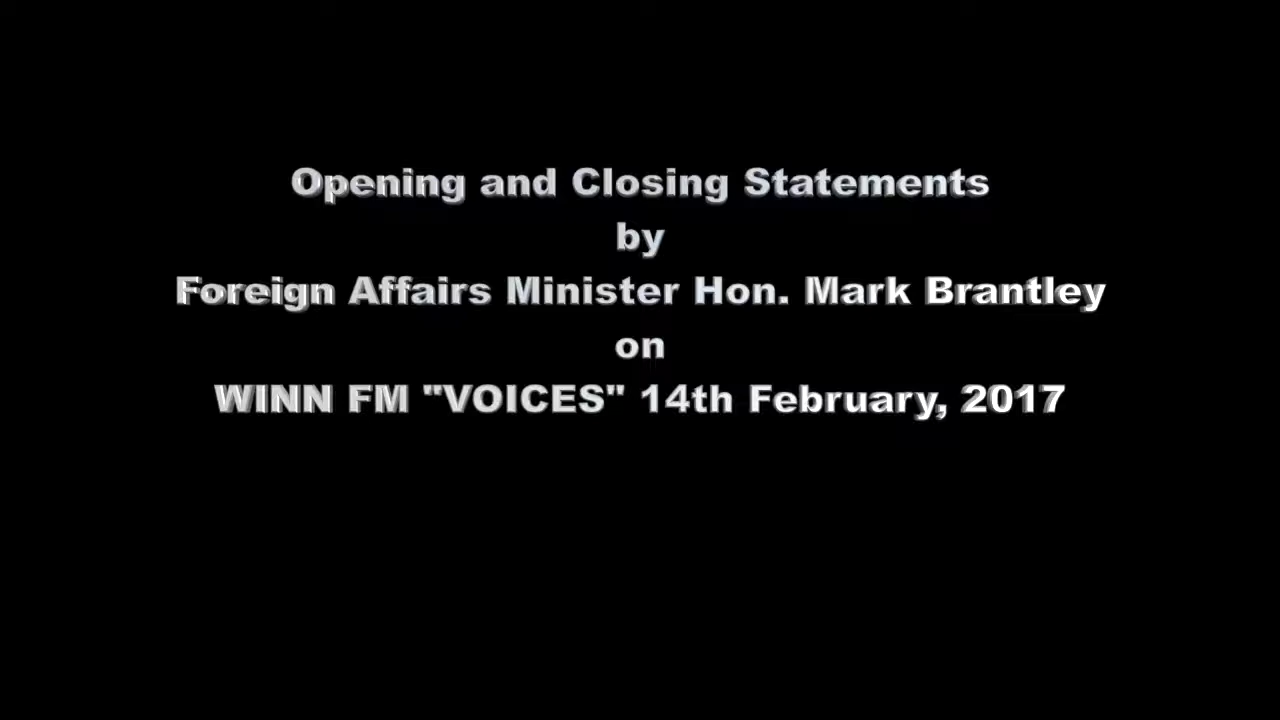 Opening and Closing Statements
by
Foreign Affairs Minister Hon. Mark Brantley
on
WINN FM "VOICES" 14th February, 2017